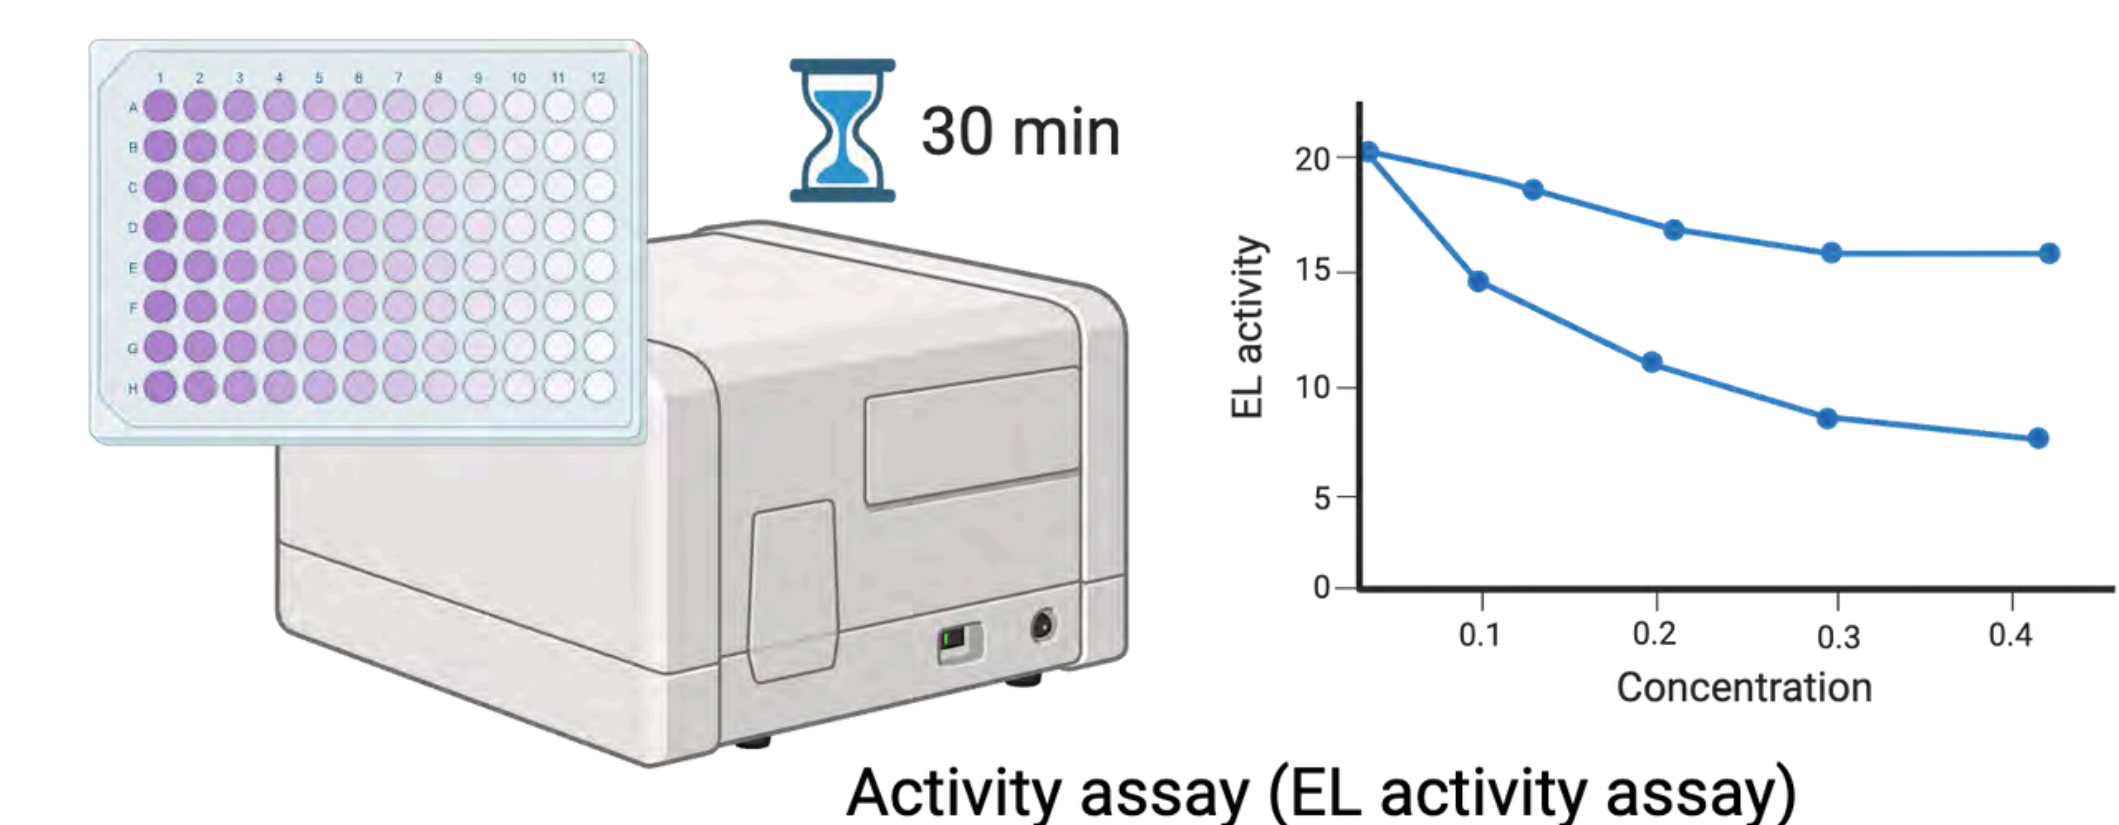 1 2 3 4 5 6 7 8 9 10 11 12
A
B
C
D
E
F
G
H
30 min
EL activity
20
15
10
5
0
0.1 0.2 0.3 0.4
Concentration
Activity assay (EL activity assay)